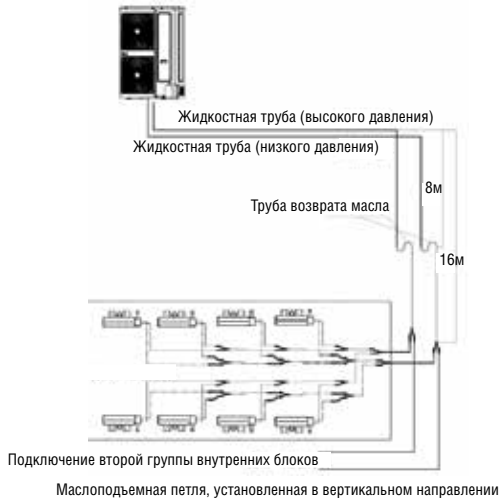 Жидкостная труба (высокого давления)
Жидкостная труба (низкого давления)
8м
Труба возврата масла
16м
Подключение второй группы внутренних блоков
Маслоподъемная петля, установленная в вертикальном направлении